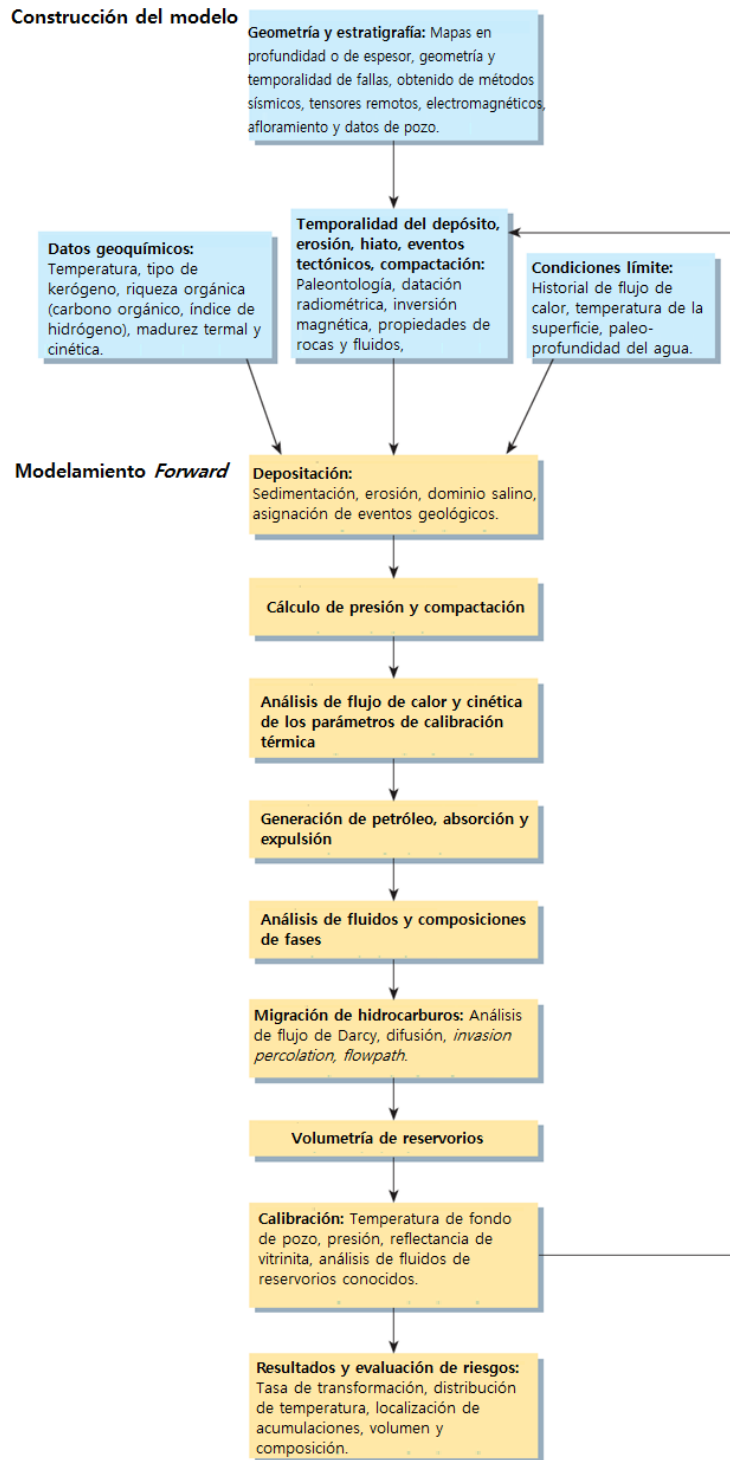 Construcción del modelo
Geometría y estratigrafía: Mapas en
profundidad o de espesor, geometría y
temporalidad de fallas, obtenido de métodos
sísmicos, tensores remotos, electromagnéticos,
afloramiento y datos de pozo.
Datos geoquímicos:
Temperatura, tipo de
kerógeno, riqueza orgánica
(carbono orgánico, índice de
hidrógeno), madurez termal y
cinética.
Temporalidad del depósito,
erosión, hiato, eventos
tectónicos, compactación:
Paleontología, datación
radiométrica, inversión
magnética, propiedades de
rocas y fluidos,
Condiciones límite:
Historial de flujo de
calor, temperatura de la
superficie, paleo-
profundidad del agua.
Modelamiento Forward
Depositación:
Sedimentación, erosión, dominio salino,
asignación de eventos geológicos.
Cálculo de presión y compactación
Análisis de flujo de calor y cinética
de los parámetros de calibración
térmica
Generación de petróleo, absorción y
expulsión
Análisis de fluidos y composiciones
de fases
Migración de hidrocarburos: Análisis
de flujo de Darcy, difusión, invasion
percolation, flowpath.
Volumetría de reservorios
Calibración: Temperatura de fondo
de pozo, presión, reflectancia de
vitrinita, análisis de fluidos de
reservorios conocidos.
Resultados y evaluación de riesgos:
Tasa de transformación, distribución
de temperatura, localización de
acumulaciones, volumen y
composición.